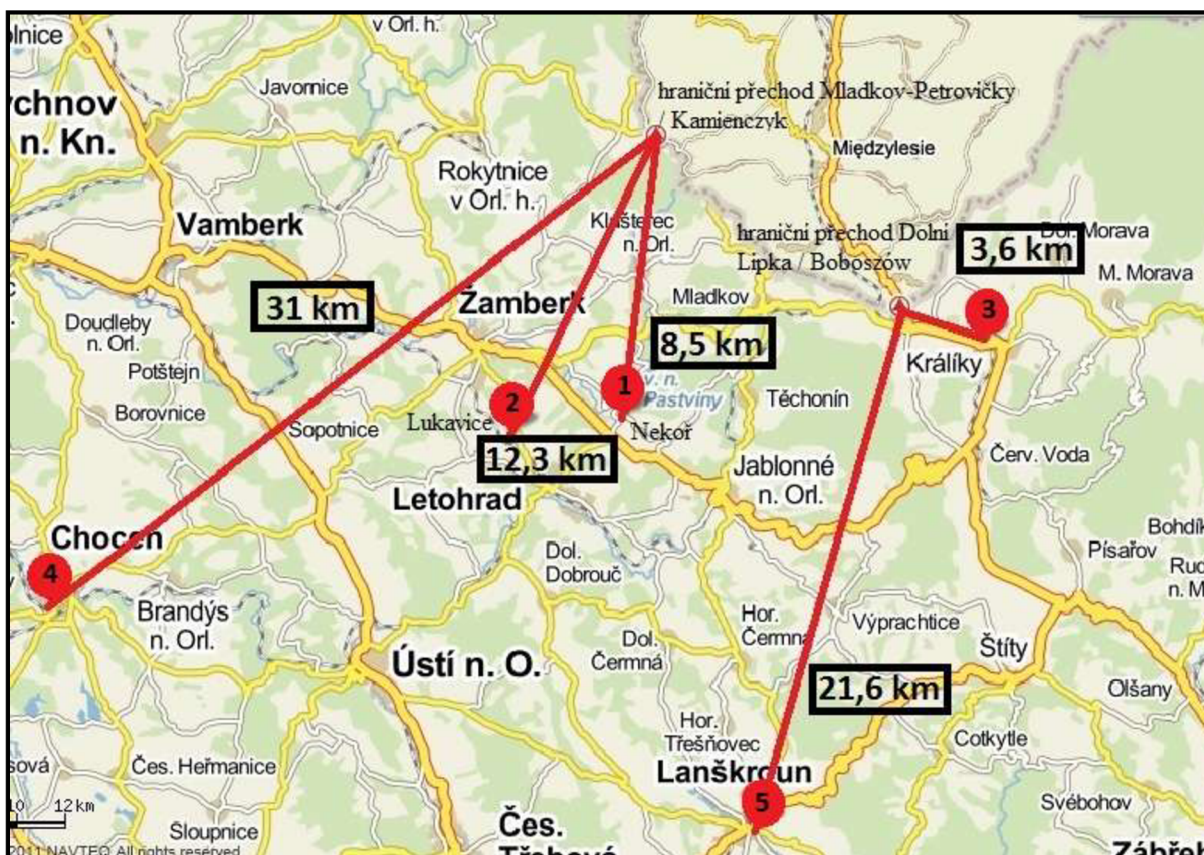 v Orl. h.
Javornice
n. Kn.
hraniční přechod Mladkov-Petrovičky
/ Kamienczyk
Międzylesie
Rokytnice
v Orl. h.
Vamberk
Klášterec
n. Orl.
hraniční přechod Dolní
Lipka / Boboszów
3,6 km
Dol. Morava
M. Morava
31 km
Žamberk
Mladkov
3
Doudleby
n. Orl.
8,5 km
Králíky
Potštejn
1
v. n.
Pastviny
Těchonín
2
Borovnice
Sopotnice
Lukavice
Nekoř
12,3 km
Červ. Voda
Letohrad
Jablonné
n. Orl.
Choceň
Písařov
4
Dol.
Dobrouč
Brandýs
n. Orl.
Hor.
Čermná
Výprachtice
Ústí n. O.
Dol.
Čermná
Štíty
21,6 km
Olšany
Hor.
Třešňovec
Cotkytle
Čes. Heřmanice
Lanškroun
5
12km
Svébohov
Sloupnice
Čes.
Třebová
2011 NAVTEQ. All rights reserved